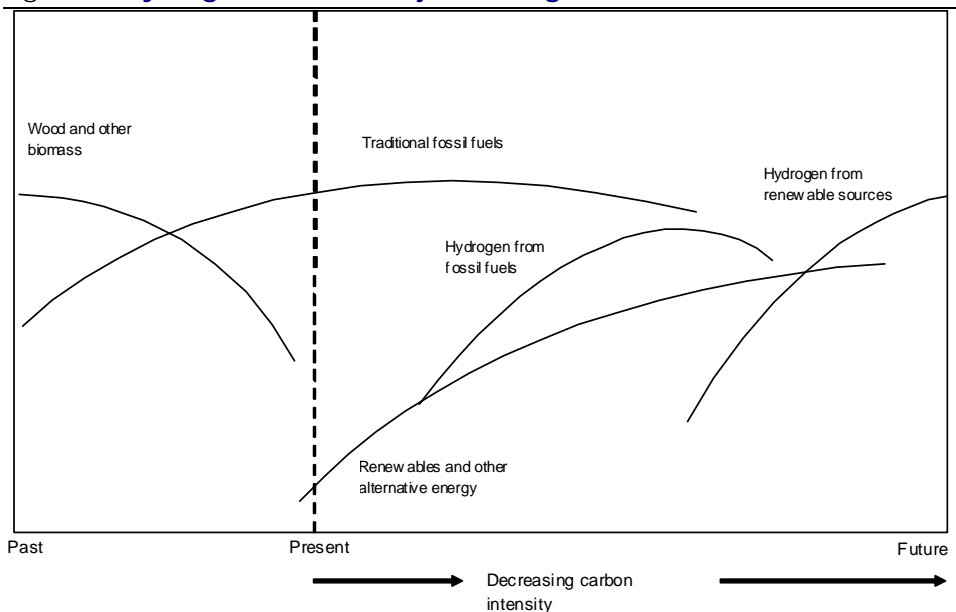 Wood and other
biomass
Traditional fossil fuels
Hydrogen from
renewable sources
Hydrogen from
fossil fuels
Renewables and other
alternative energy
Past
Present
Future
Decreasing carbon
intensity